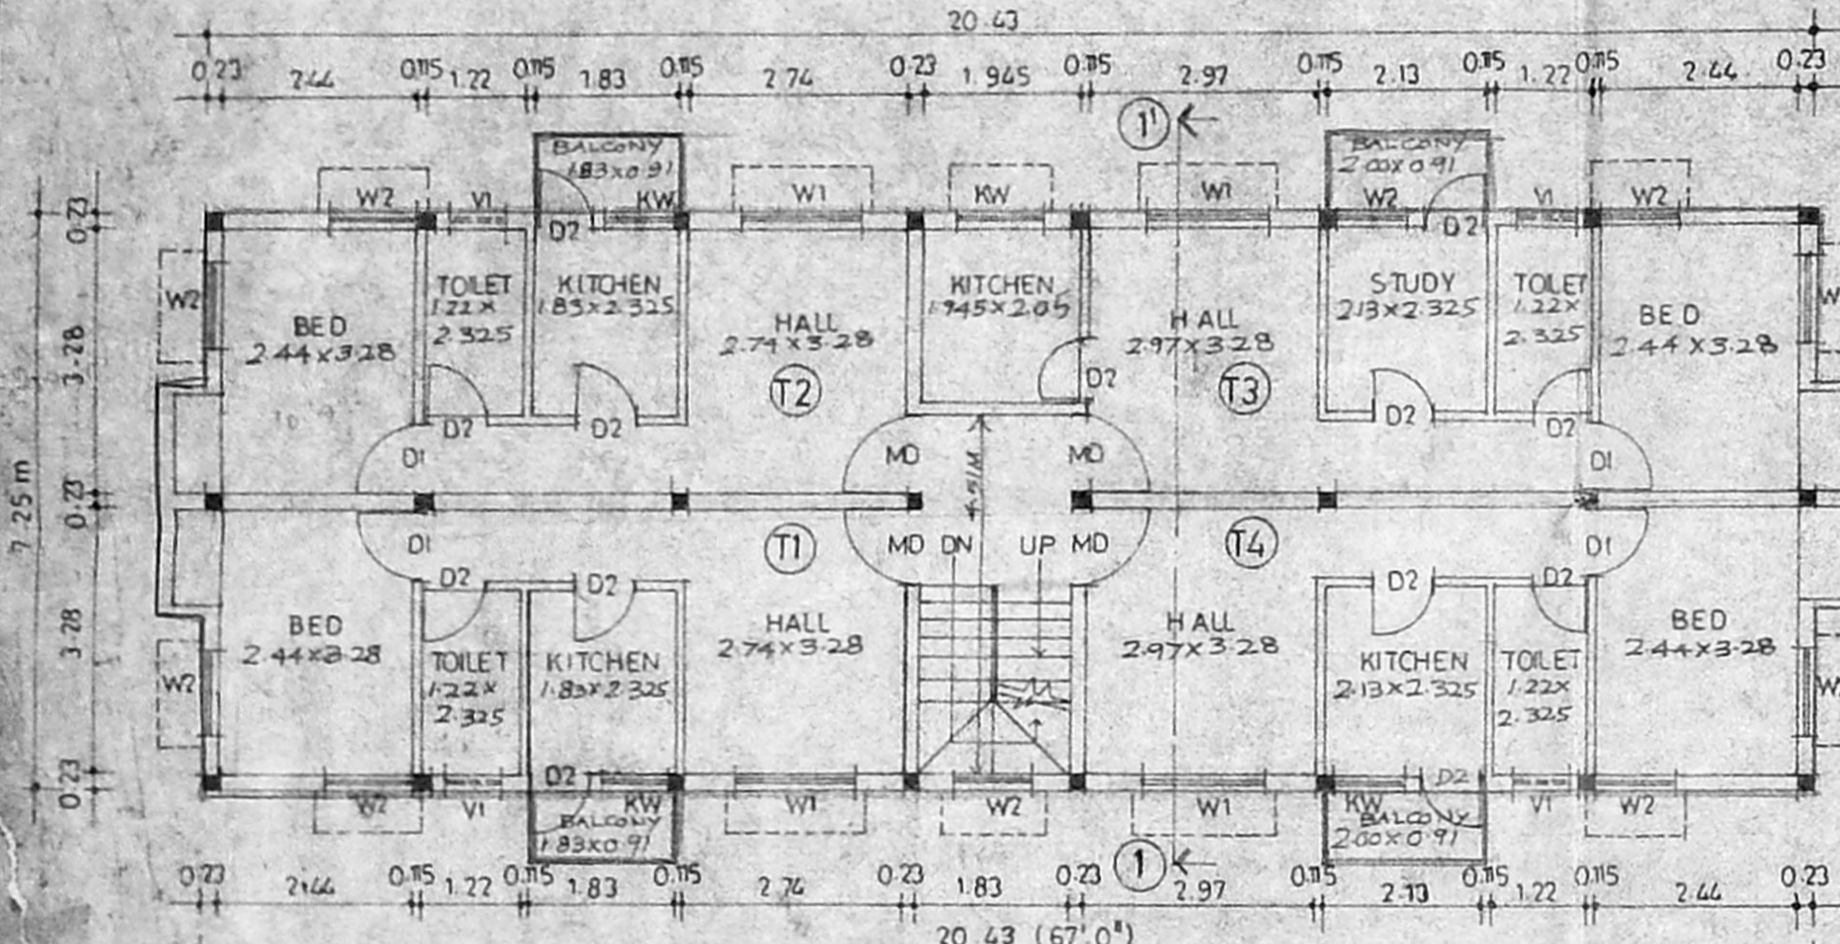 20.43
0.23 2.44 0.115 1.22 0.115 1.83 0.115 2.74 0.23 1.945 0.115 2.97 0.115 2.13 0.115 1.22 0.115 2.44 0.23
1'
BALCONY
1.83x0.91
BALCONY
2.00x0.91
W2 V1 KW W1 KW W1 W2 V1 W2
D2 D2
0.23
W2
3.28
BED
2.44x3.28
TOILET
1.22x
2.325
KITCHEN
1.83x2.325
HALL
2.74x3.28
T2
KITCHEN
1.945x2.05
D2
HALL
2.97x3.28
T3
STUDY
2.13x2.325
TOILET
1.22x
2.325
BED
2.44x3.28
W
D2 D2 D2 D2
D1 MD MD D1
4.51M
7.25m
0.23
D1 T1 MD DN UP MD T4 D1
D2 D2 D2 D2
3.28
BED
2.44x3.28
W2
TOILET
1.22x
2.325
KITCHEN
1.83x2.325
HALL
2.74x3.28
HALL
2.97x3.28
KITCHEN
2.13x2.325
TOILET
1.22x
2.325
BED
2.44x3.28
W
0.23
D2 D2
W2 V1 KW W1 W2 W1 KW V1 W2
BALCONY
1.83x0.91
BALCONY
2.00x0.91
1
0.23 2.44 0.115 1.22 0.115 1.83 0.115 2.74 0.23 1.83 0.23 2.97 0.115 2.13 0.115 1.22 0.115 2.44 0.23
20.43 (67'.0")